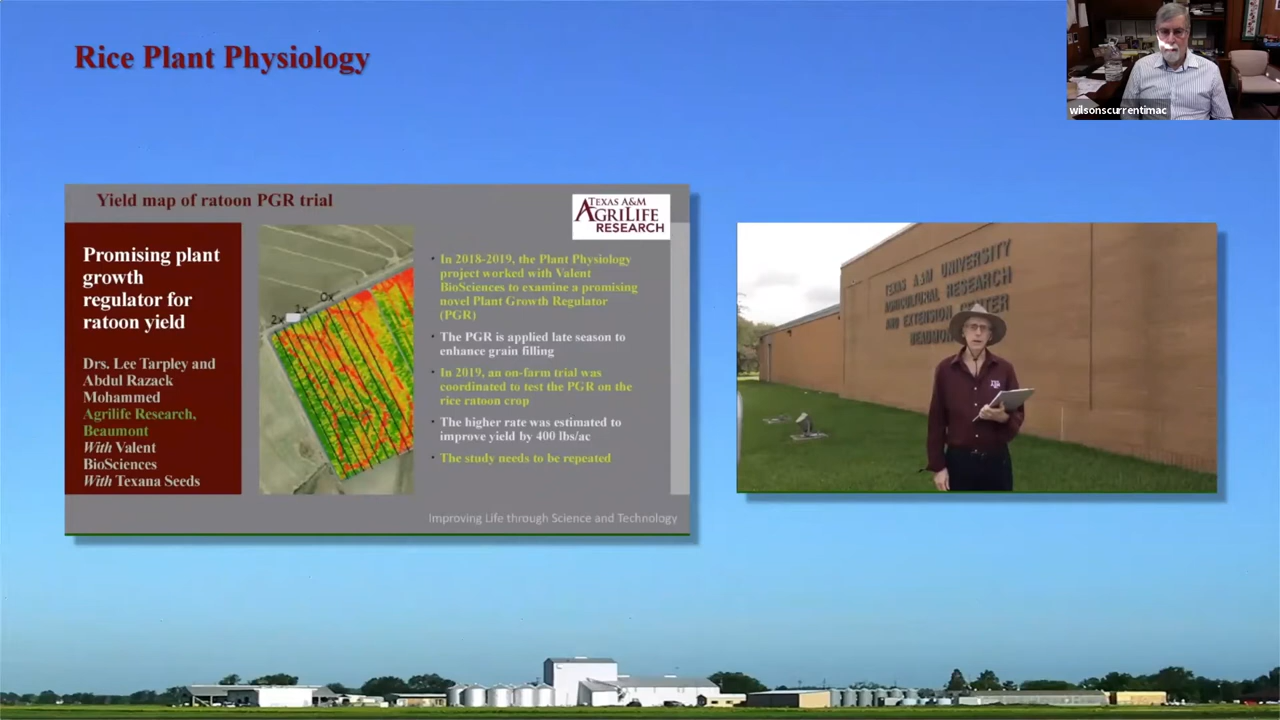 Rice Plant Physiology
wilsonscurrentimac
Yield map of ratoon PGR trial
TEXAS A&M
AGRILIFE
RESEARCH
Promising plant
growth
regulator for
ratoon yield
Drs. Lee Tarpley and
Abdul Razack
Mohammed
Agrilife Research,
Beaumont
With Valent
BioSciences
With Texana Seeds
0x
1x
2x
· In 2018-2019, the Plant Physiology
project worked with Valent
BioSciences to examine a promising
novel Plant Growth Regulator
(PGR)
· The PGR is applied late season to
enhance grain filling
· In 2019, an on-farm trial was
coordinated to test the PGR on the
rice ratoon crop
· The higher rate was estimated to
improve yield by 400 lbs/ac
· The study needs to be repeated
Improving Life through Science and Technology
TEXAS A&M UNIVERSITY
AGRICULTURAL RESEARCH
AND EXTENSION CENTER